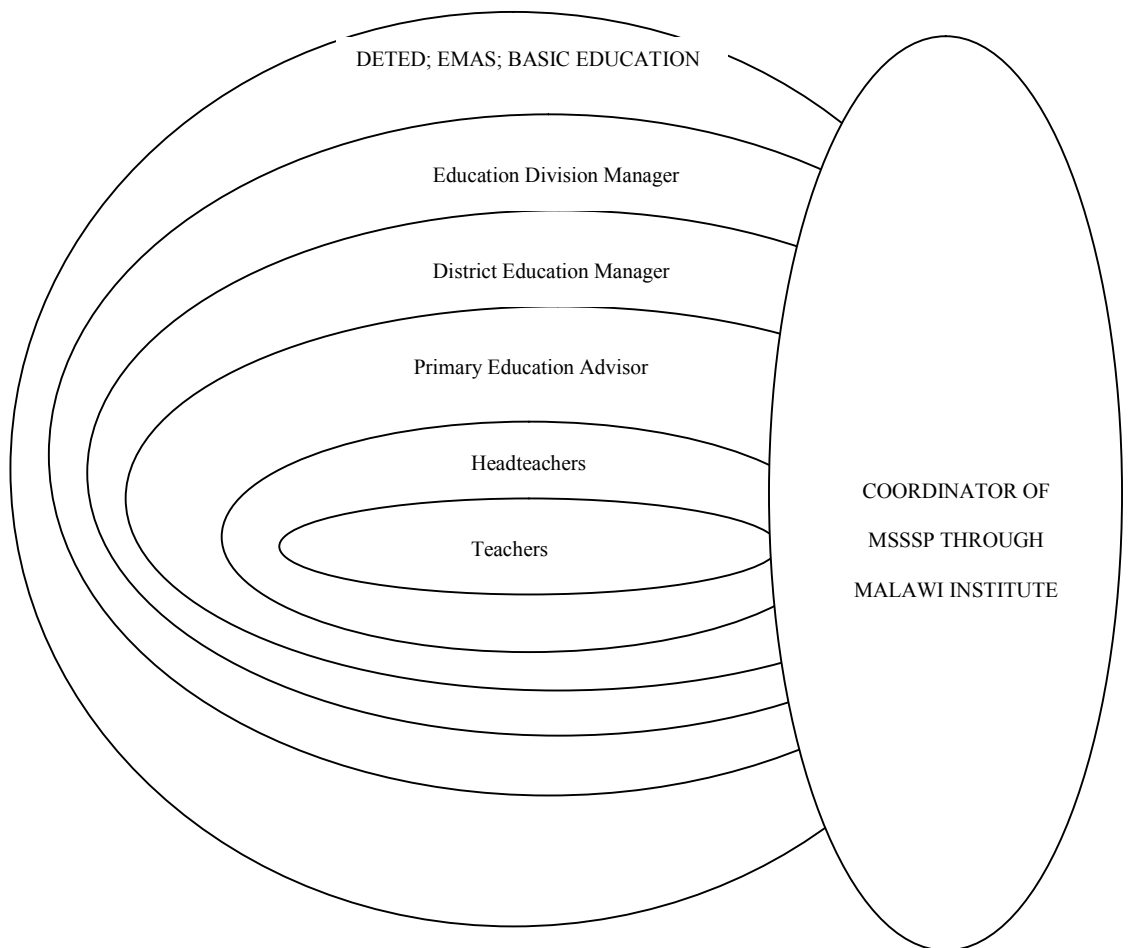 DETED; EMAS; BASIC EDUCATION
Education Division Manager
District Education Manager
Primary Education Advisor
Headteachers
Teachers
COORDINATOR OF
MSSSP THROUGH
MALAWI INSTITUTE